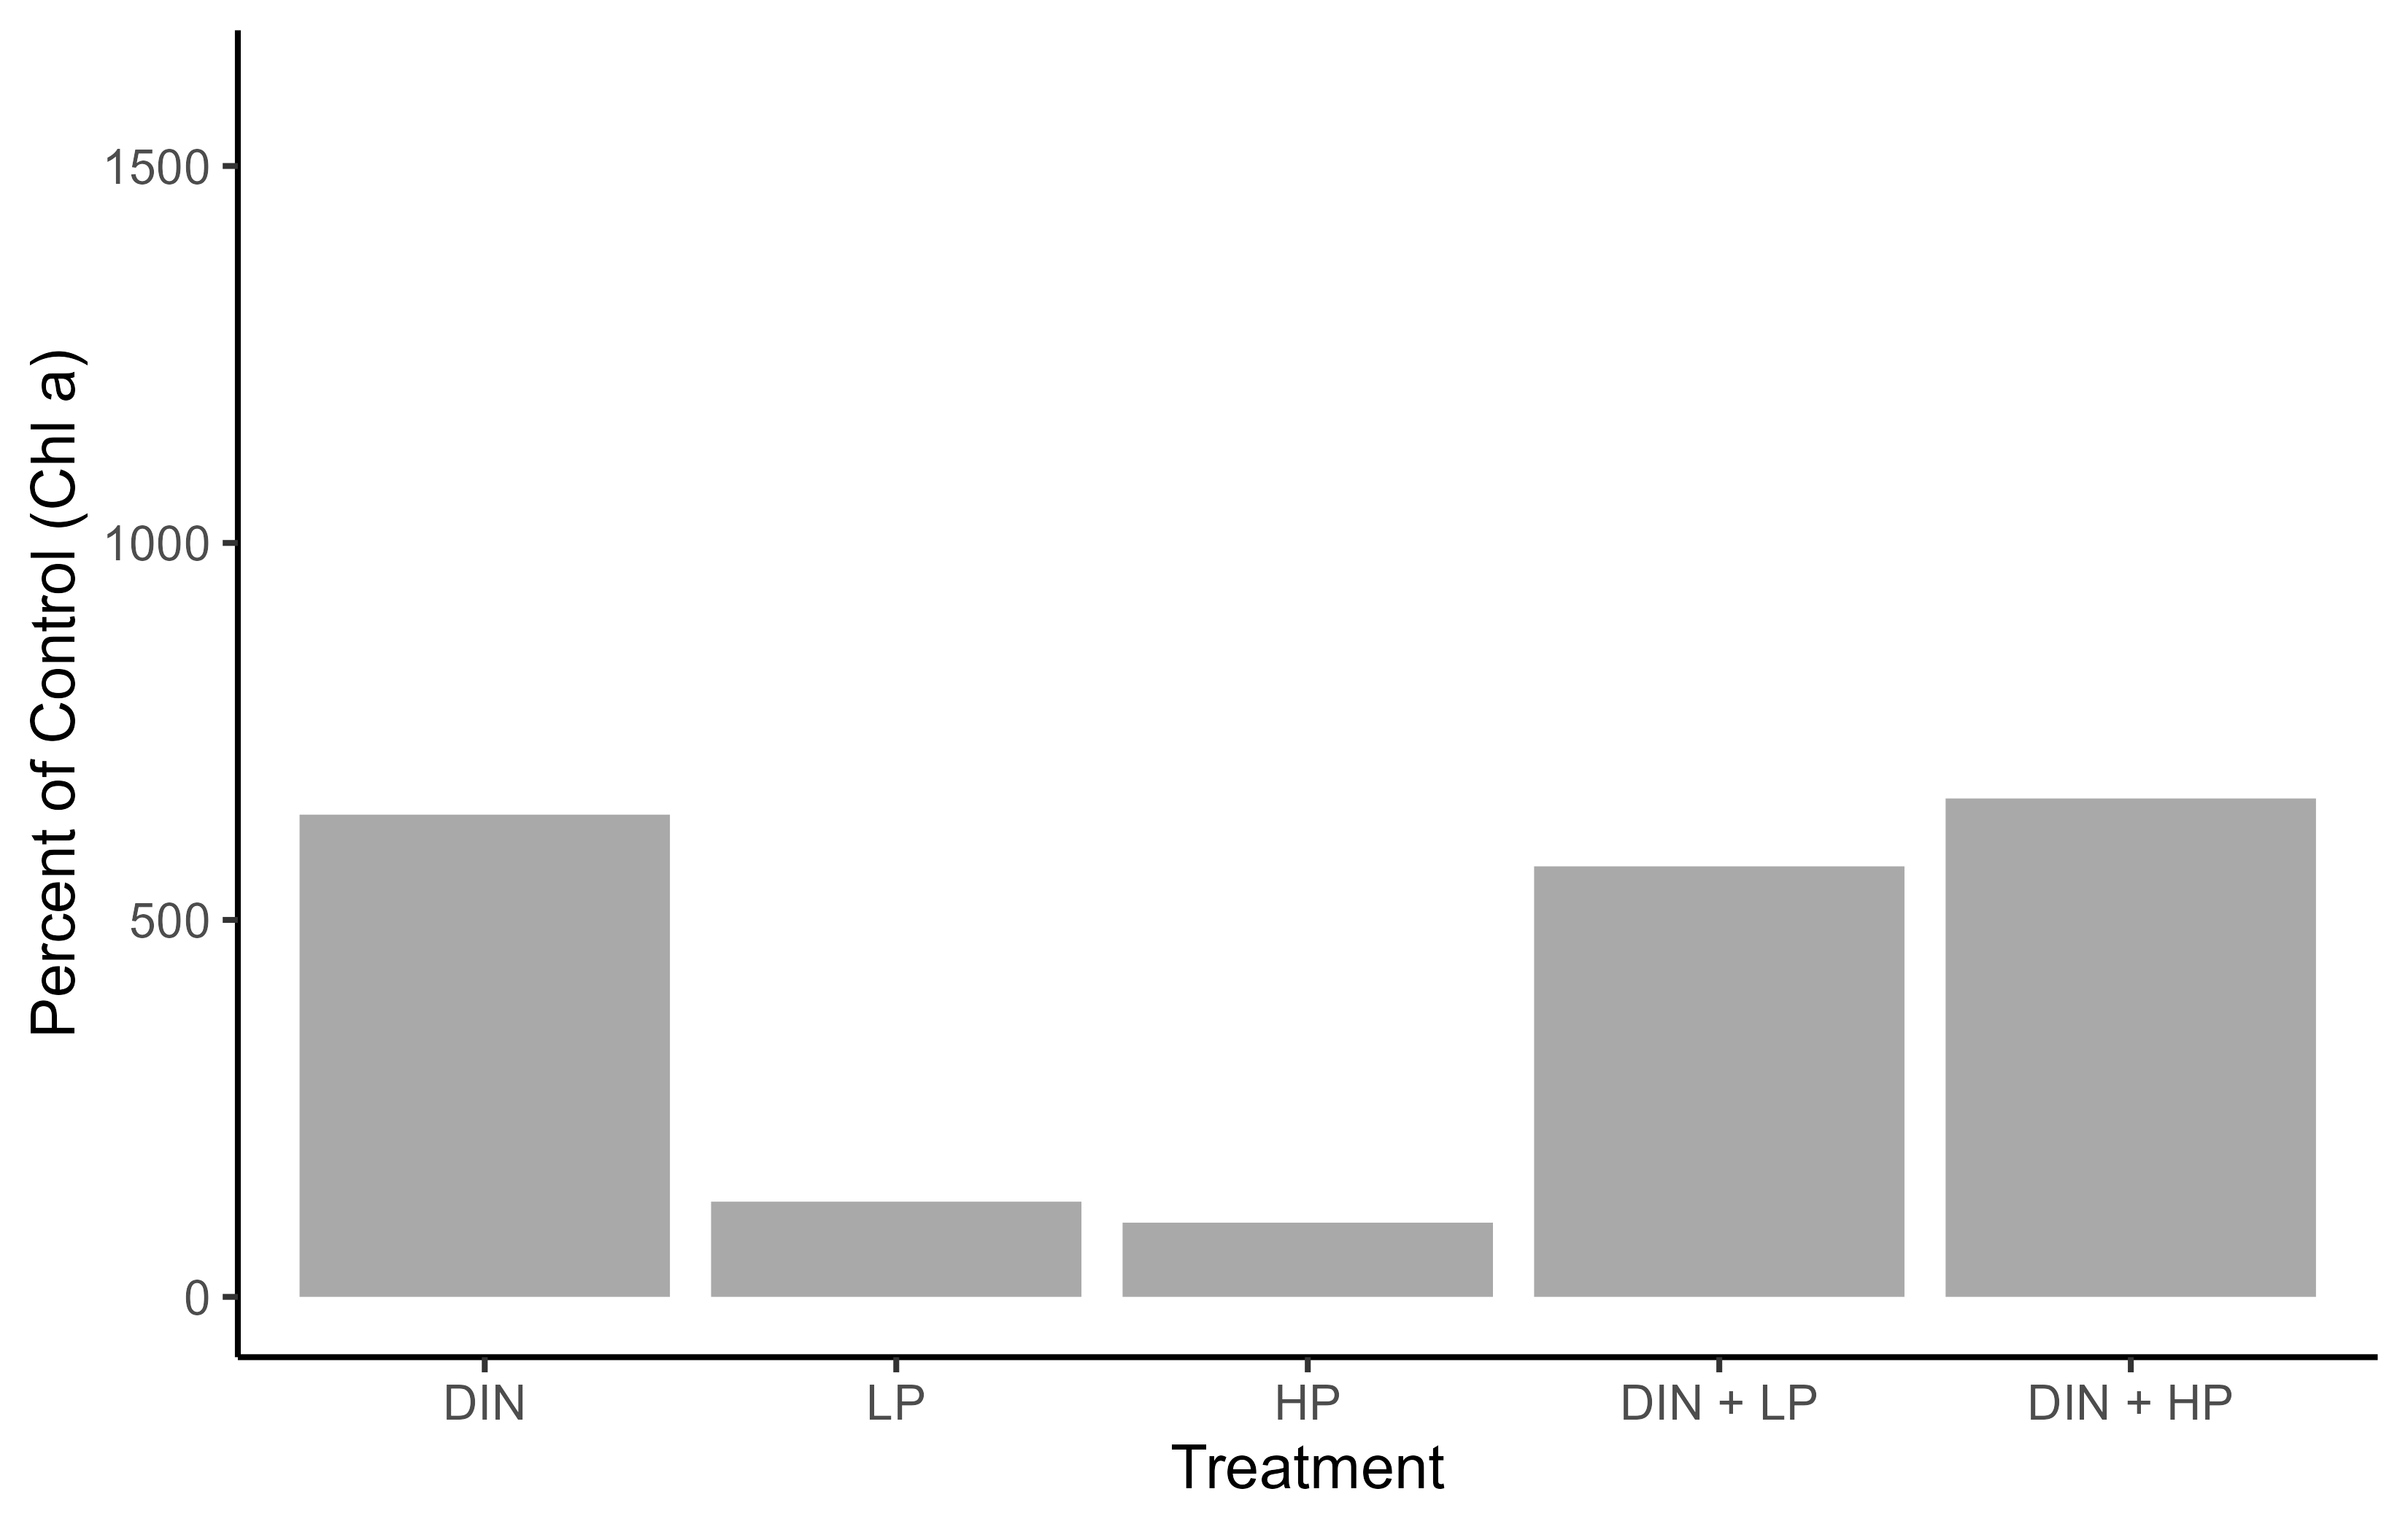 Percent of Control (Chl a)
1500
1000
500
0
DIN
LP
HP
DIN + LP
DIN + HP
Treatment